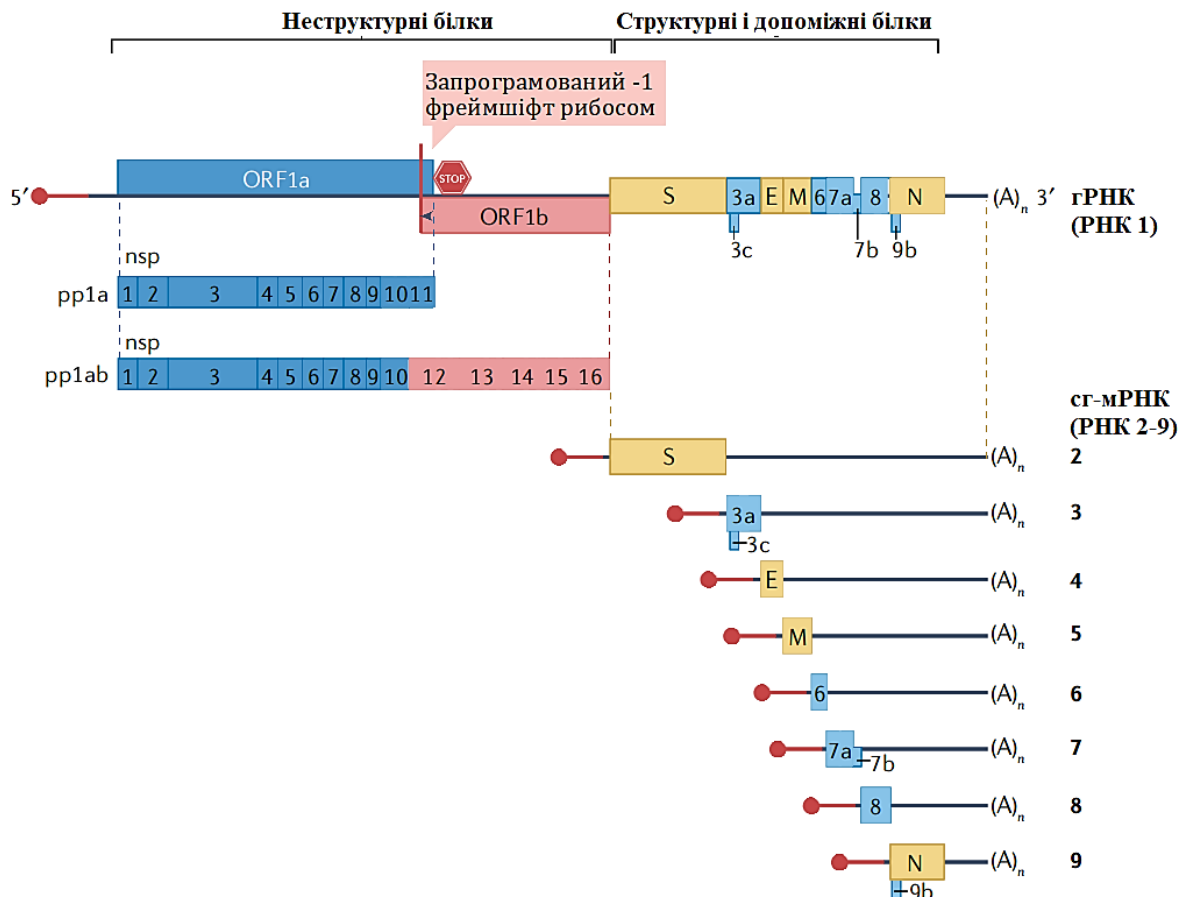 Неструктурні білки
Структурні і допоміжні білки
Запрограмований -1
фреймшіфт рибосом
ORF1a
STOP
5′
ORF1b
S 3a E M 6 7a 8 N
(A)n 3′
гРНК
(РНК 1)
3c 7b 9b
nsp
pp1a 1 2 3 4 5 6 7 8 9 10 11
nsp
pp1ab 1 2 3 4 5 6 7 8 9 10 12 13 14 15 16
сг-мРНК
(РНК 2-9)
S (A)n 2
3a (A)n 3
3c
E (A)n 4
M (A)n 5
6 (A)n 6
7a (A)n 7
7b
8 (A)n 8
N (A)n 9
9b